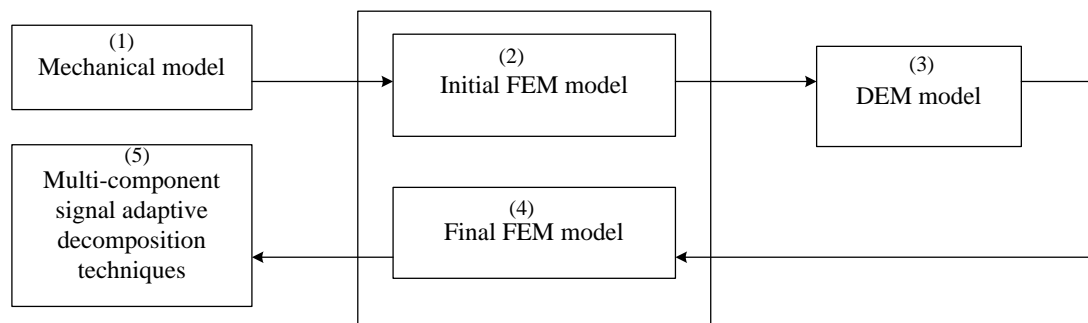 (1)
Mechanical model
(2)
Initial FEM model
(3)
DEM model
(4)
Final FEM model
(5)
Multi-component
signal adaptive
decomposition
techniques